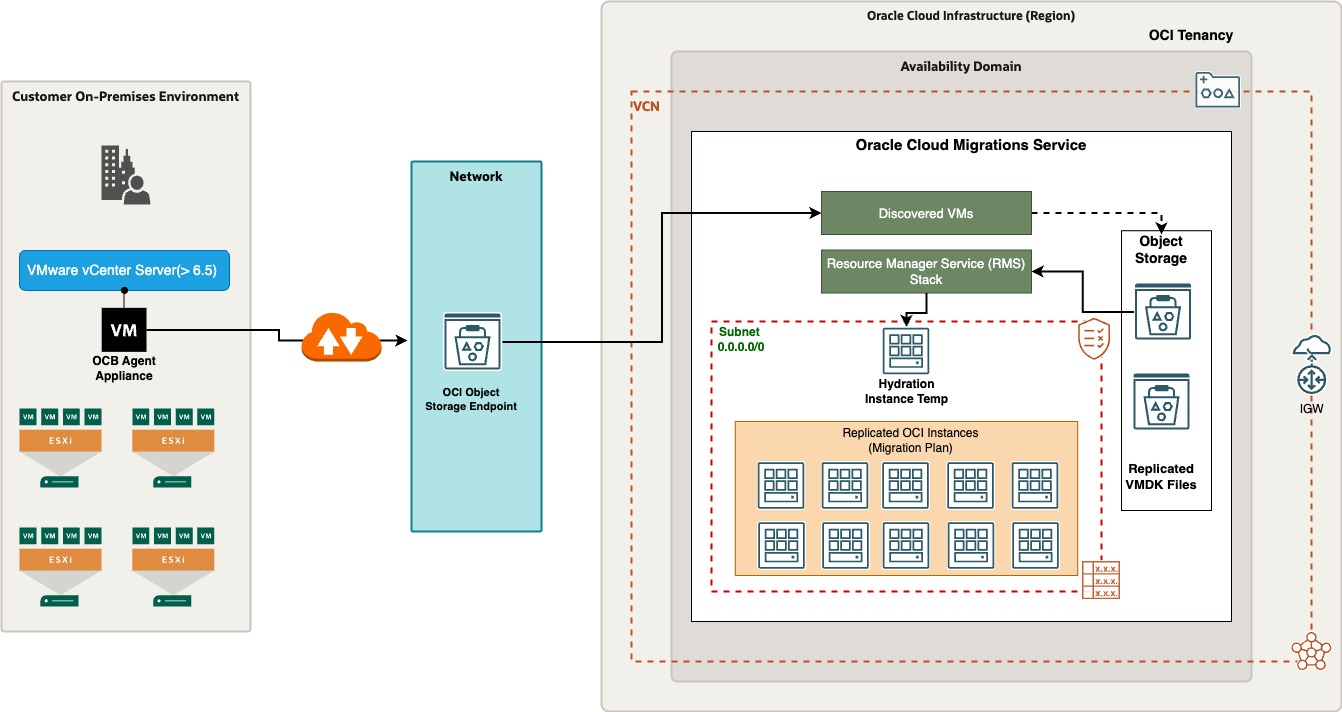 Oracle Cloud Infrastructure (Region)
OCI Tenancy
Availability Domain
VCN
Customer On-Premises Environment
VMware vCenter Server(> 6.5)
VM
OCB Agent
Appliance
VM VM VM VM
ESXi
VM VM VM VM
ESXi
VM VM VM VM
ESXi
VM VM VM VM
ESXi
Network
OCI Object
Storage Endpoint
Oracle Cloud Migrations Service
Discovered VMs
Resource Manager Service (RMS)
Stack
Object
Storage
Replicated
VMDK Files
Subnet
0.0.0.0/0
Hydration
Instance Temp
Replicated OCI Instances
(Migration Plan)
X.X.X.
X.X.X.
X.X.X.
IGW